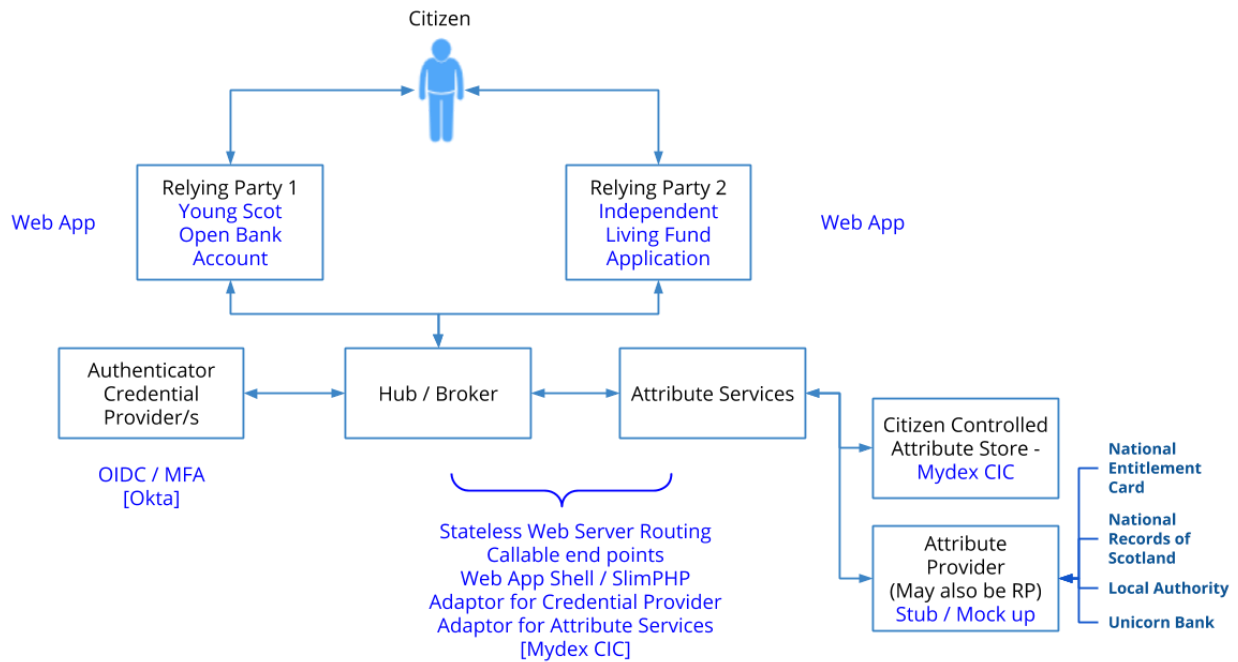 Citizen
Relying Party 1
Young Scot
Open Bank
Account
Relying Party 2
Independent
Living Fund
Application
Web App
Web App
Authenticator
Credential
Provider/s
Hub / Broker
Attribute Services
OIDC / MFA
[Okta]
Stateless Web Server Routing
Callable end points
Web App Shell / SlimPHP
Adaptor for Credential Provider
Adaptor for Attribute Services
[Mydex CIC]
Citizen Controlled
Attribute Store -
Mydex CIC
Attribute
Provider
(May also be RP)
Stub / Mock up
National
Entitlement
Card
National
Records of
Scotland
Local Authority
Unicorn Bank